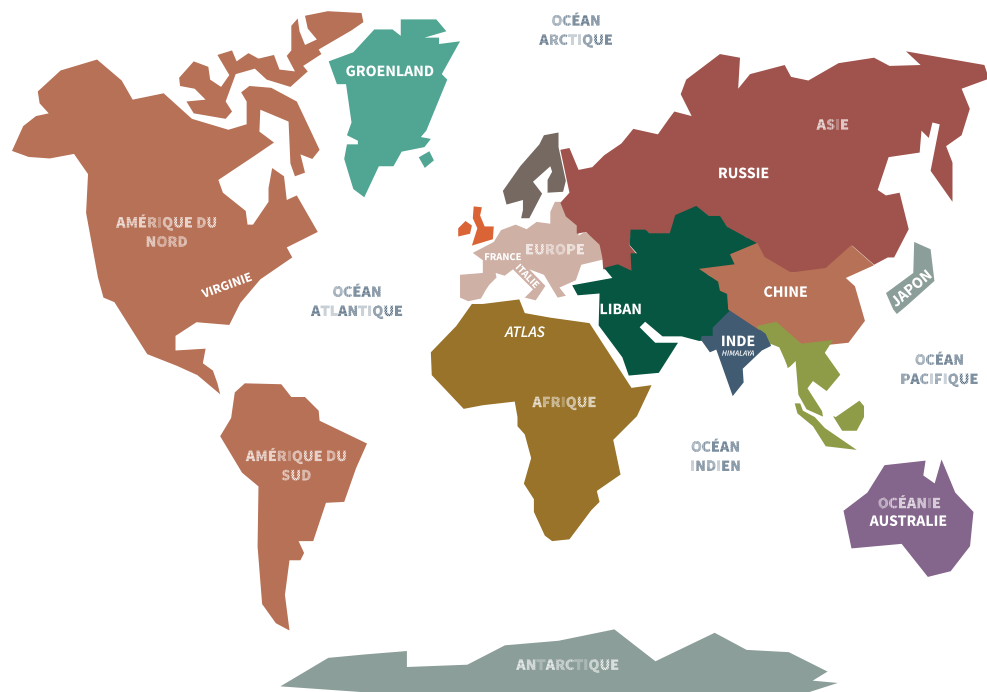 OCÉAN
ARCTIQUE
GROENLAND
ASIE
RUSSIE
AMÉRIQUE DU
NORD
EUROPE
FRANCE
ITALIE
VIRGINIE
JAPON
OCÉAN
ATLANTIQUE
CHINE
LIBAN
ATLAS
INDE
HIMALAYA
OCÉAN
PACIFIQUE
AFRIQUE
OCÉAN
INDIEN
AMÉRIQUE DU
SUD
OCÉANIE
AUSTRALIE
ANTARCTIQUE